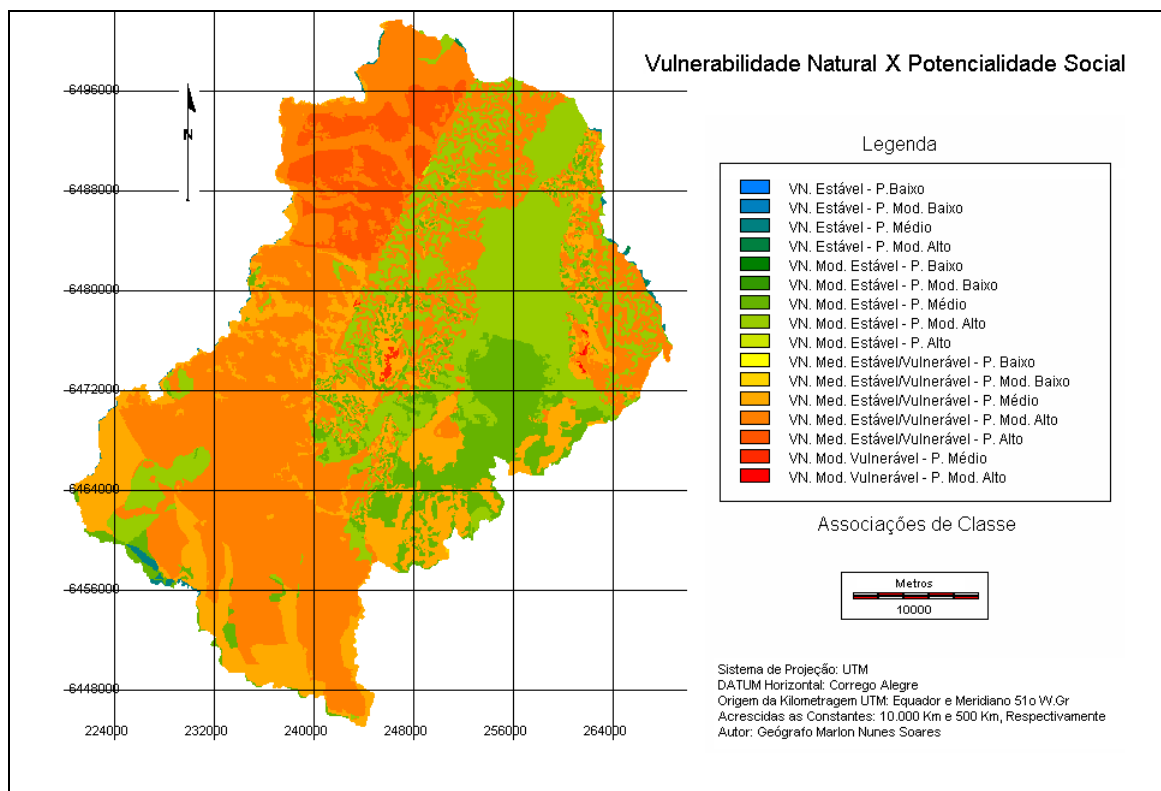 Vulnerabilidade Natural X Potencialidade Social
Legenda
VN. Estável - P.Baixo
VN. Estável - P. Mod. Baixo
VN. Estável - P. Médio
VN. Estável - P. Mod. Alto
VN. Mod. Estável - P. Baixo
VN. Mod. Estável - P. Mod. Baixo
VN. Mod. Estável - P. Médio
VN. Mod. Estável - P. Mod. Alto
VN. Mod. Estável - P. Alto
VN. Med. Estável/Vulnerável - P. Baixo
VN. Med. Estável/Vulnerável - P. Mod. Baixo
VN. Med. Estável/Vulnerável - P. Médio
VN. Med. Estável/Vulnerável - P. Mod. Alto
VN. Med. Estável/Vulnerável - P. Alto
VN. Mod. Vulnerável - P. Médio
VN. Mod. Vulnerável - P. Mod. Alto
Associações de Classe
Metros
10000
Sistema de Projeção: UTM
DATUM Horizontal: Corrego Alegre
Origem da Kilometragem UTM: Equador e Meridiano 51o W.Gr
Acrescidas as Constantes: 10.000 Km e 500 Km, Respectivamente
Autor: Geógrafo Marlon Nunes Soares
N
6496000
6488000
6480000
6472000
6464000
6456000
6448000
224000 232000 240000 248000 256000 264000